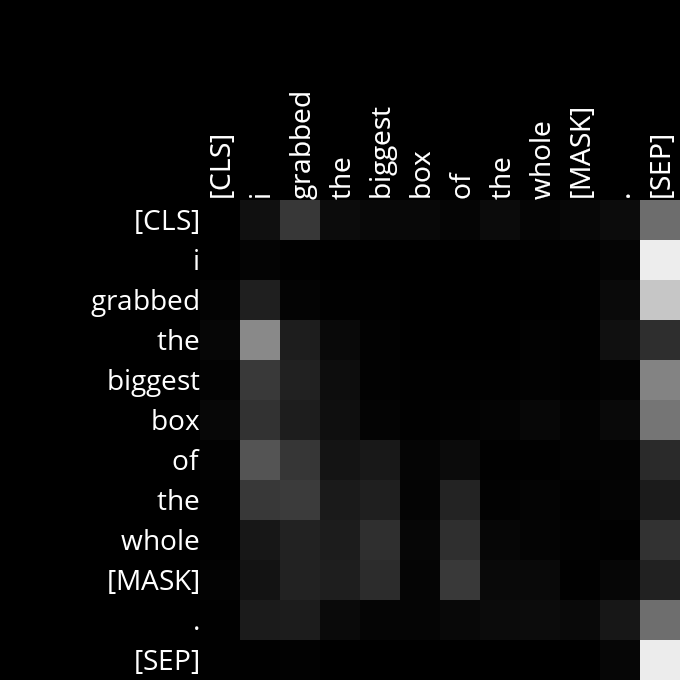 [CLS] i grabbed the biggest box of the whole [MASK] . [SEP]
[CLS]
i
grabbed
the
biggest
box
of
the
whole
[MASK]
.
[SEP]